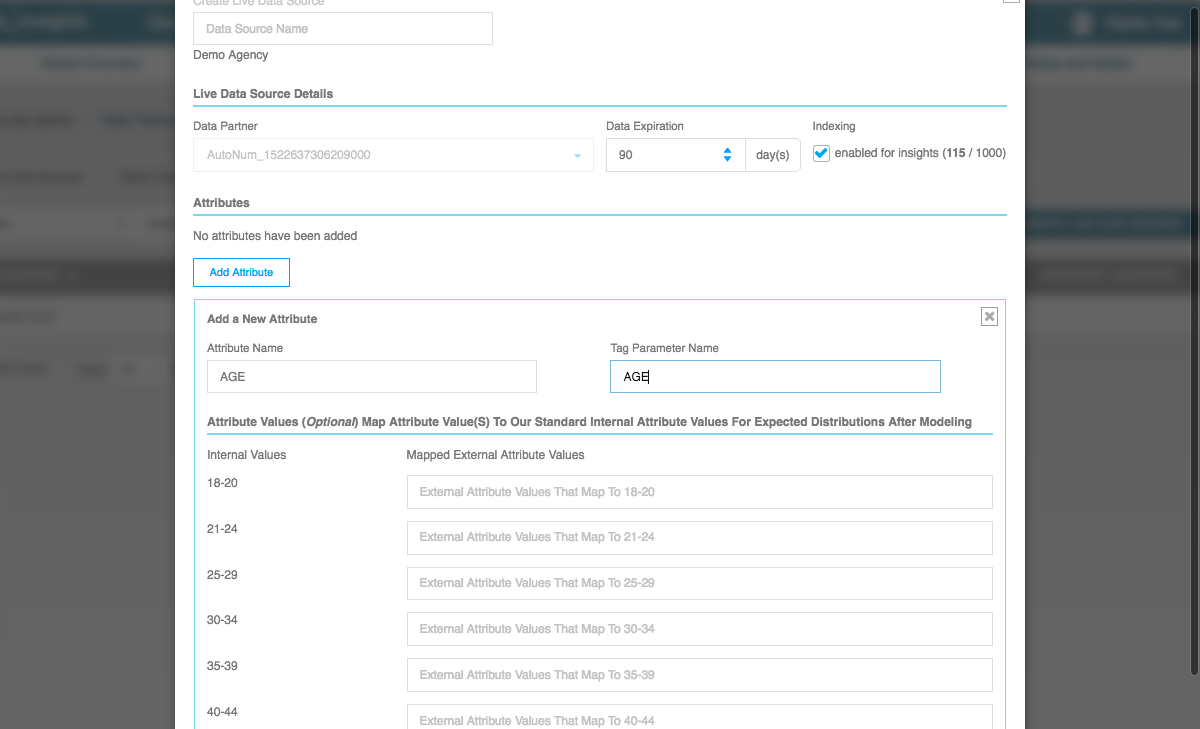 Create Live Data Source
Data Source Name
Demo Agency
Live Data Source Details
Data Partner
Data Expiration
Indexing
AutoNum_1522637306209000
90
day(s)
enabled for insights (115 / 1000)
Attributes
No attributes have been added
Add Attribute
Add a New Attribute
Attribute Name
Tag Parameter Name
AGE
AGE
Attribute Values (Optional) Map Attribute Value(S) To Our Standard Internal Attribute Values For Expected Distributions After Modeling
Internal Values
Mapped External Attribute Values
18-20
External Attribute Values That Map To 18-20
21-24
External Attribute Values That Map To 21-24
25-29
External Attribute Values That Map To 25-29
30-34
External Attribute Values That Map To 30-34
35-39
External Attribute Values That Map To 35-39
40-44
External Attribute Values That Map To 40-44